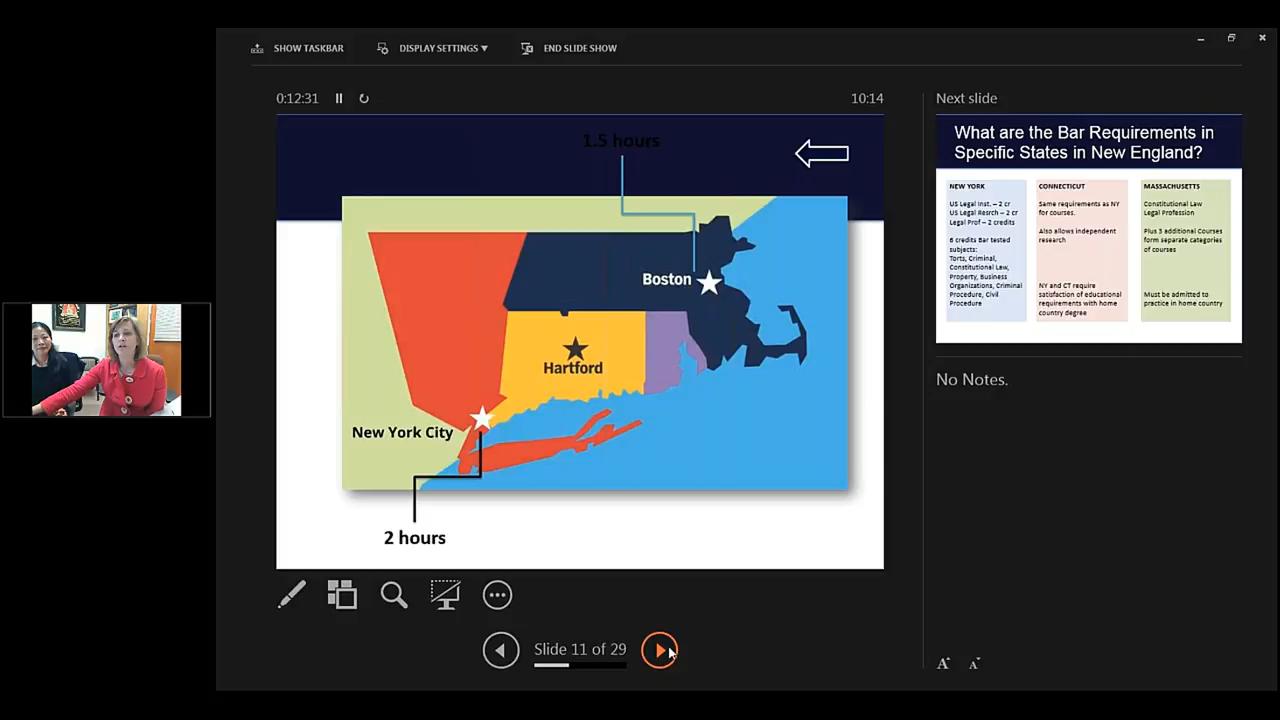 SHOW TASKBAR
DISPLAY SETTINGS ▼
END SLIDE SHOW
0:12:31
10:14
1.5 hours
Boston
Hartford
New York City
2 hours
Slide 11 of 29
Next slide
What are the Bar Requirements in
Specific States in New England?
NEW YORK
US Legal Inst. – 2 cr
US Legal Resrch – 2 cr
Legal Prof – 2 credits
6 credits Bar tested
subjects:
Torts, Criminal,
Constitutional Law,
Property, Business
Organizations, Criminal
Procedure, Civil
Procedure
CONNECTICUT
Same requirements as NY
for courses.
Also allows independent
research
NY and CT require
satisfaction of educational
requirements with home
country degree
MASSACHUSETTS
Constitutional Law
Legal Profession
Plus 3 additional Courses
form separate categories
of courses
Must be admitted to
practice in home country
No Notes.
A
A